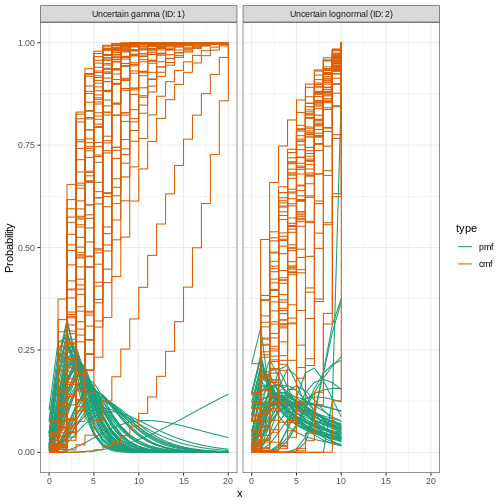 Uncertain gamma (ID: 1)
Uncertain lognormal (ID: 2)
1.00
0.75
0.50
0.25
0.00
Probability
0 5 10 15 20
0 5 10 15 20
x
type
pmf
cmf